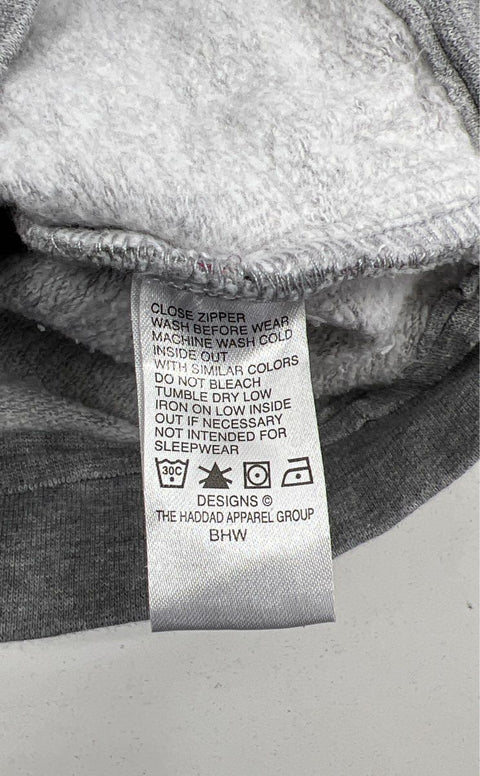 CLOSE ZIPPER
WASH BEFORE WEAR
MACHINE WASH COLD
INSIDE OUT
WITH SIMILAR COLORS
DO NOT BLEACH
TUMBLE DRY LOW
IRON ON LOW INSIDE
OUT IF NECESSARY
NOT INTENDED FOR
SLEEPWEAR
30C
DESIGNS ©
THE HADDAD APPAREL GROUP
BHW